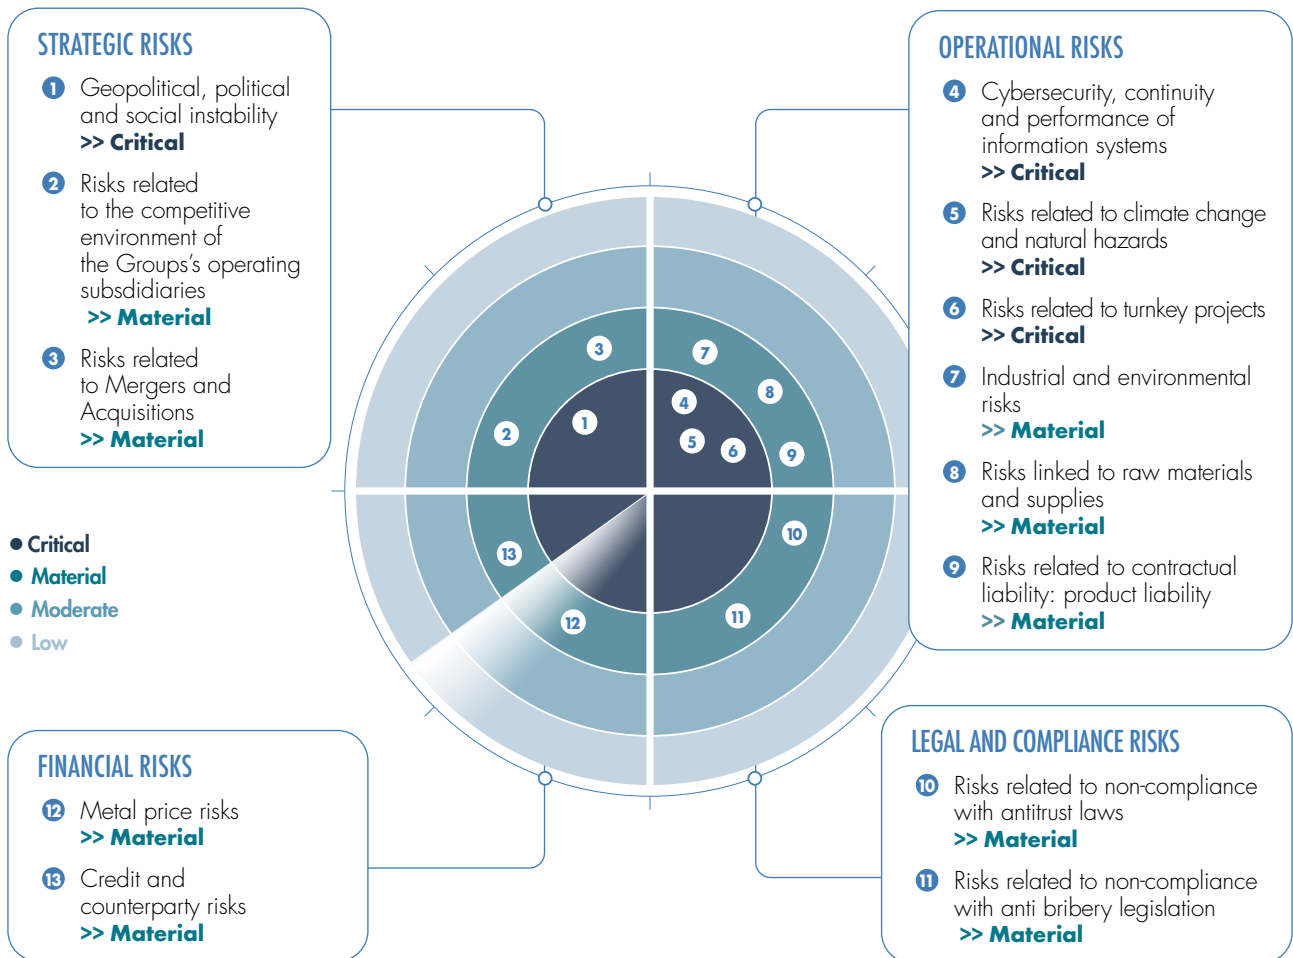 STRATEGIC RISKS
1 Geopolitical, political
and social instability
>> Critical
2 Risks related
to the competitive
environment of
the Groups's operating
subsdidiaries
>> Material
3 Risks related
to Mergers and
Acquisitions
>> Material
OPERATIONAL RISKS
4 Cybersecurity, continuity
and performance of
information systems
>> Critical
5 Risks related to climate change
and natural hazards
>> Critical
6 Risks related to turnkey projects
>> Critical
7 Industrial and environmental
risks
>> Material
8 Risks linked to raw materials
and supplies
>> Material
9 Risks related to contractual
liability: product liability
>> Material
3
7
8
4
1
2
5
6
9
10
13
11
12
Critical
Material
Moderate
Low
FINANCIAL RISKS
12 Metal price risks
>> Material
13 Credit and
counterparty risks
>> Material
LEGAL AND COMPLIANCE RISKS
10 Risks related to non-compliance
with antitrust laws
>> Material
11 Risks related to non-compliance
with anti bribery legislation
>> Material